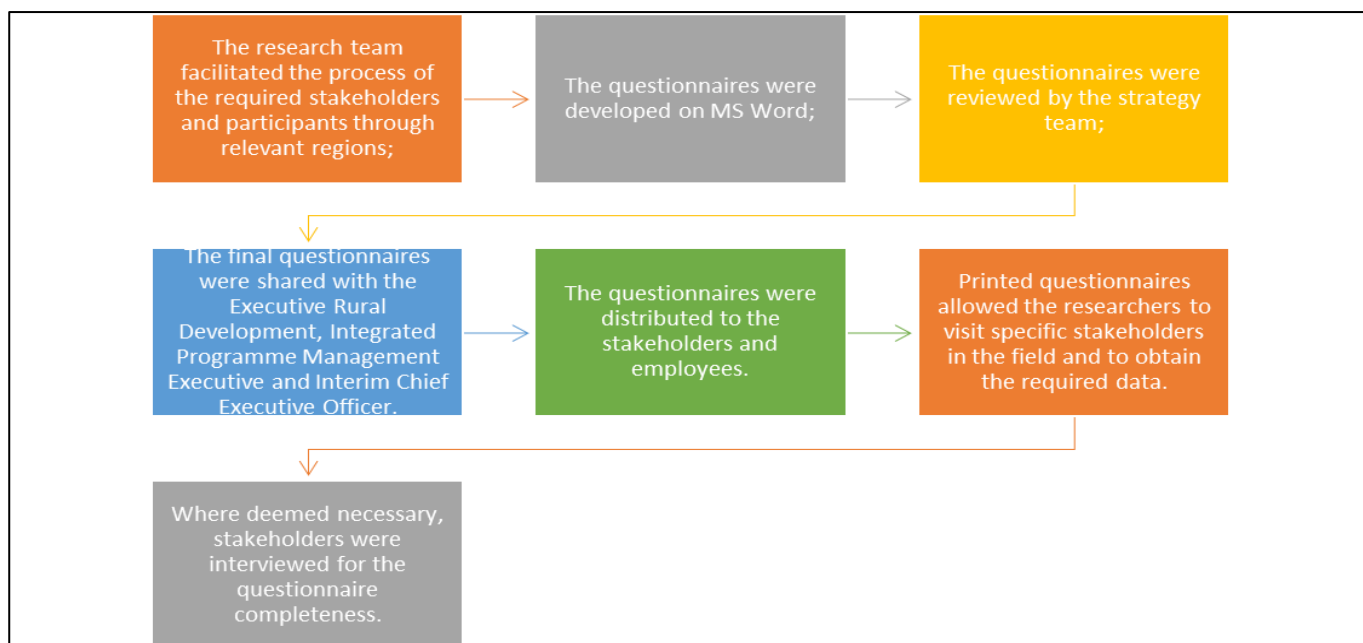 The research team
facilitated the process of
the required stakeholders
and participants through
relevant regions;
The questionnaires were
developed on MS Word;
The questionnaires were
reviewed by the strategy
team;
The final questionnaires
were shared with the
Executive Rural
Development, Integrated
Programme Management
Executive and Interim Chief
Executive Officer.
The questionnaires were
distributed to the
stakeholders and
employees.
Printed questionnaires
allowed the researchers to
visit specific stakeholders
in the field and to obtain
the required data.
Where deemed necessary,
stakeholders were
interviewed for the
questionnaire
completeness.